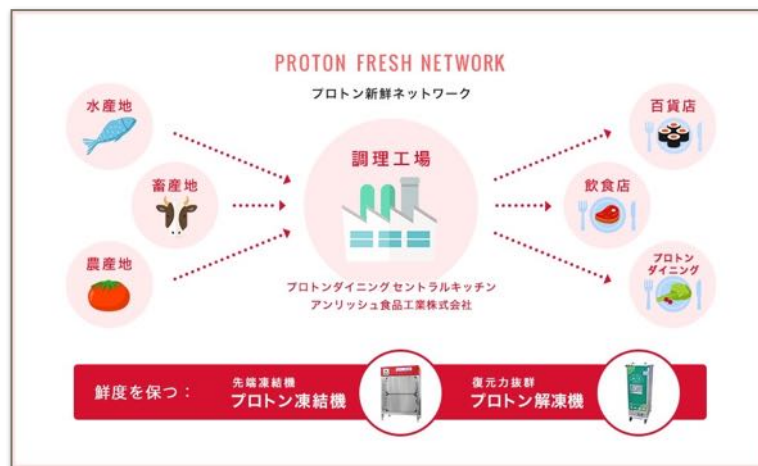 PROTON FRESH NETWORK
プロトン新鮮ネットワーク
水産地
畜産地
農産地
調理工場
プロトンダイニング セントラルキッチン
アンリッシュ食品工業株式会社
百貨店
飲食店
プロトン
ダイニング
鮮度を保つ：
先端凍結機
プロトン凍結機
復元力抜群
プロトン解凍機